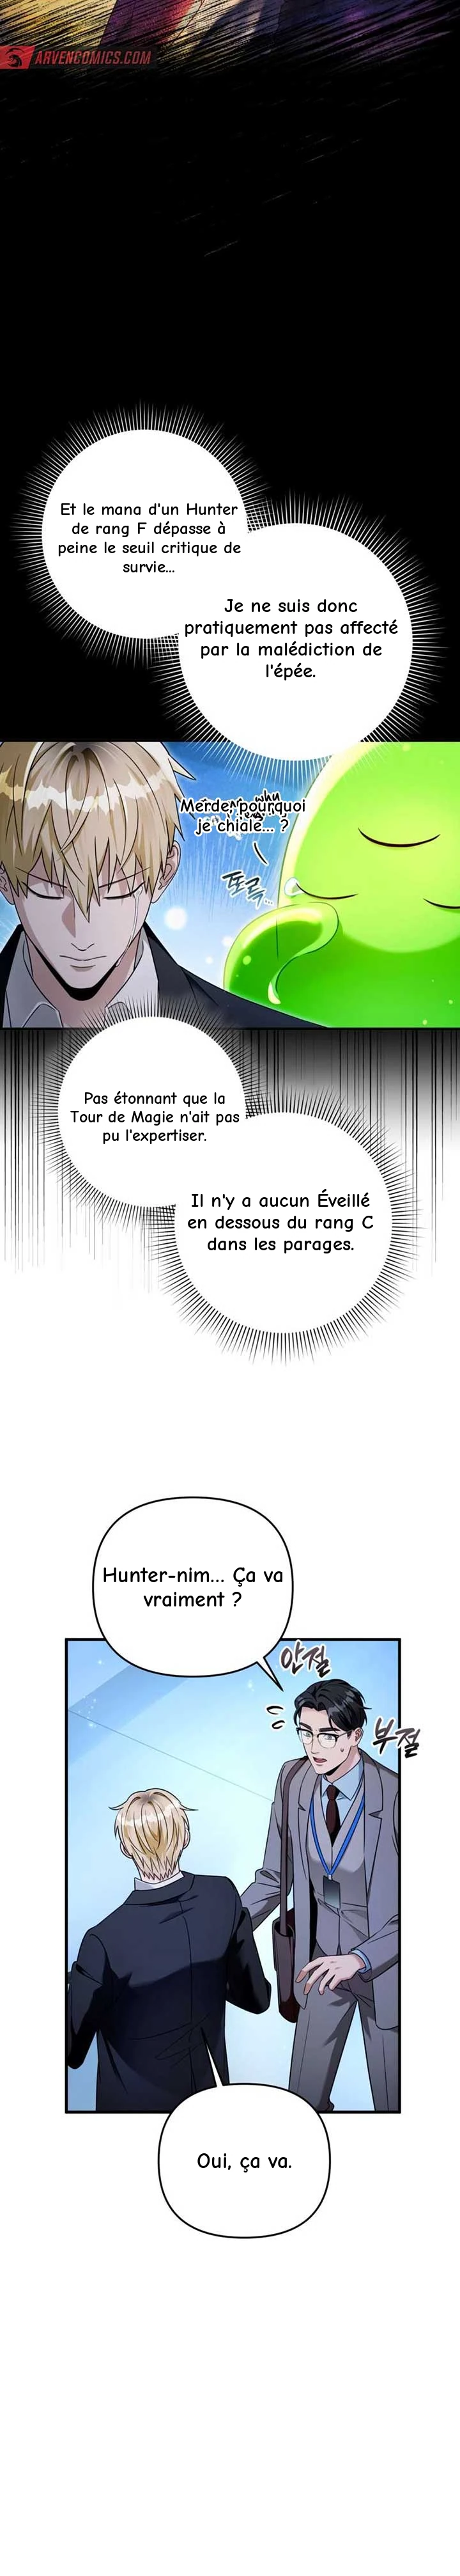 ARVENCOMICS.COM
Et le mana d'un Hunter
de rang F dépasse à
peine le seuil critique de
survie...
Je ne suis donc
pratiquement pas affecté
par la malédiction de
l'épée.
Merde, pourquoi
je chiale... ?
why
토륵...
Pas étonnant que la
Tour de Magie n'ait pas
pu l'expertiser.
Il n'y a aucun Éveillé
en dessous du rang C
dans les parages.
Hunter-nim... Ça va
vraiment ?
안절
부절
Oui, ça va.